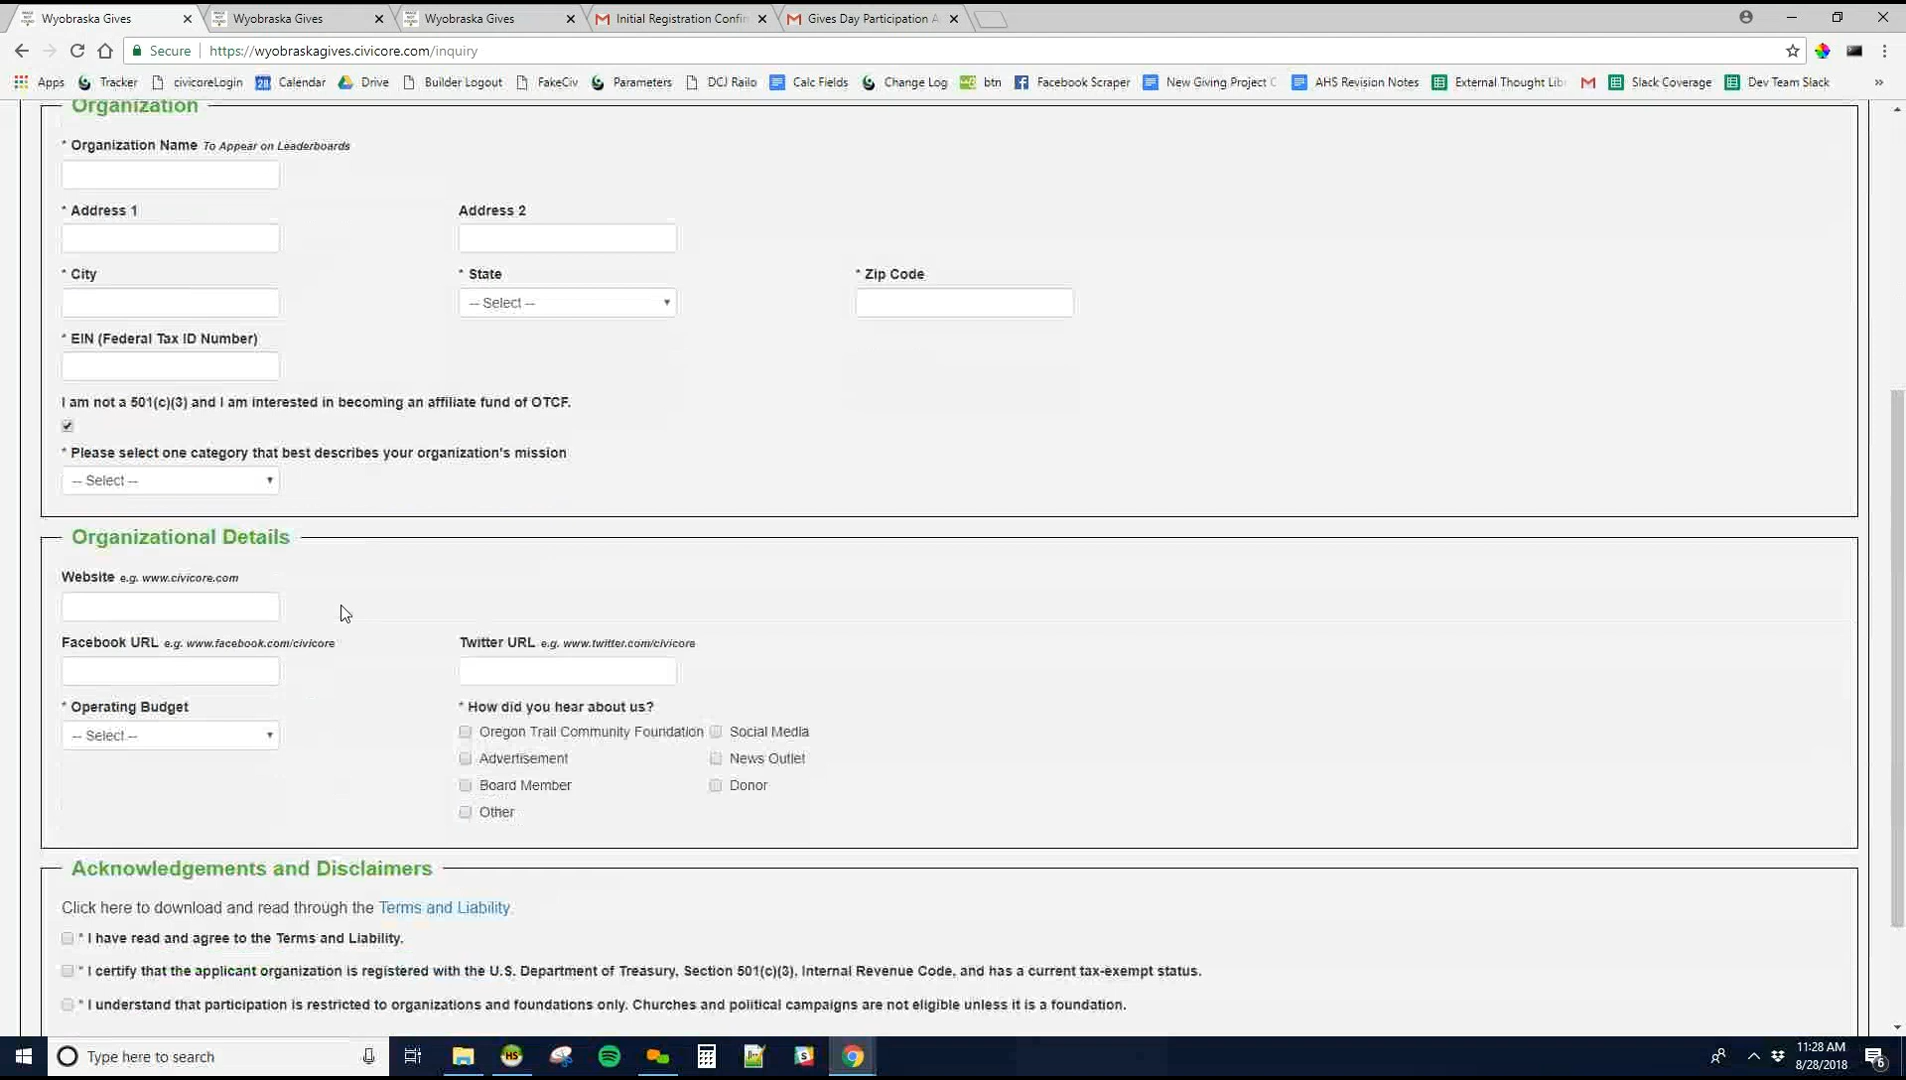 Wyobraska Gives
Wyobraska Gives
Wyobraska Gives
Initial Registration Confir
Gives Day Participation A
Secure | https://wyobraskagives.civicore.com/inquiry
Apps Tracker civicoreLogin 28 Calendar Drive Builder Logout FakeCiv Parameters DCJ Railo Calc Fields Change Log btn Facebook Scraper New Giving Project C AHS Revision Notes External Thought Lib Slack Coverage Dev Team Slack »
Organization
* Organization Name To Appear on Leaderboards
* Address 1 Address 2
* City * State * Zip Code
-- Select --
* EIN (Federal Tax ID Number)
I am not a 501(c)(3) and I am interested in becoming an affiliate fund of OTCF.
* Please select one category that best describes your organization's mission
-- Select --
Organizational Details
Website e.g. www.civicore.com
Facebook URL e.g. www.facebook.com/civicore Twitter URL e.g. www.twitter.com/civicore
* Operating Budget * How did you hear about us?
-- Select -- Oregon Trail Community Foundation Social Media
Advertisement News Outlet
Board Member Donor
Other
Acknowledgements and Disclaimers
Click here to download and read through the Terms and Liability.
* I have read and agree to the Terms and Liability.
* I certify that the applicant organization is registered with the U.S. Department of Treasury, Section 501(c)(3), Internal Revenue Code, and has a current tax-exempt status.
* I understand that participation is restricted to organizations and foundations only. Churches and political campaigns are not eligible unless it is a foundation.
Type here to search
HS
11:28 AM
8/28/2018
6